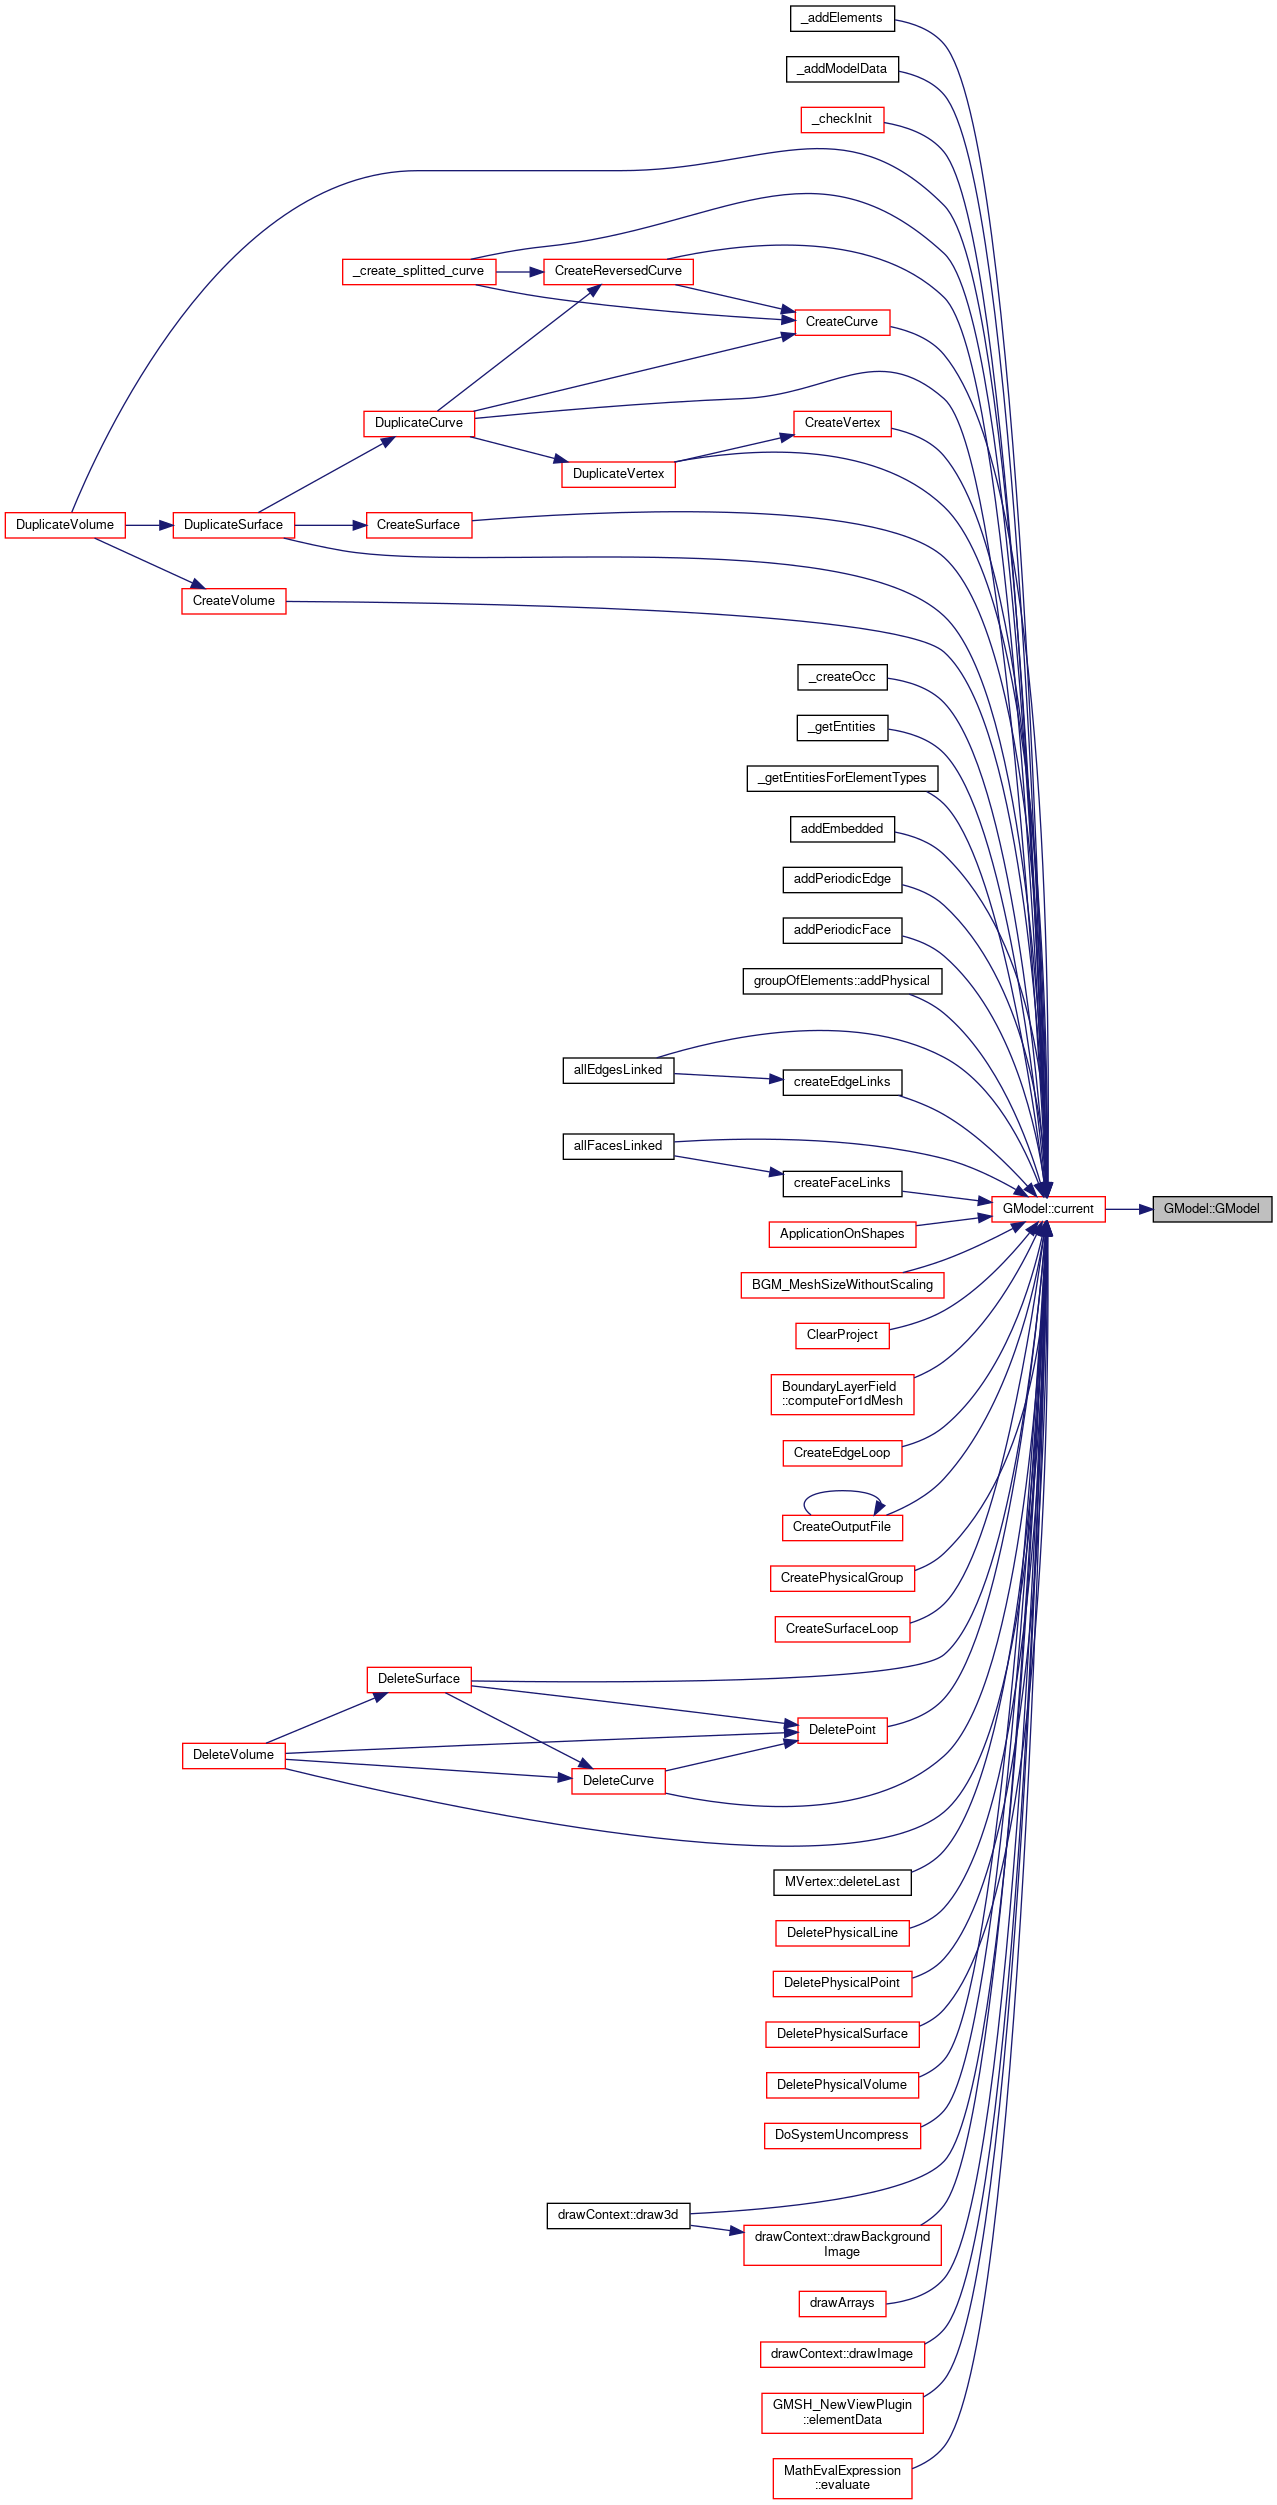 _addElements
_addModelData
_checkInit
_create_splitted_curve
CreateReversedCurve
CreateCurve
DuplicateCurve
CreateVertex
DuplicateVertex
DuplicateVolume
DuplicateSurface
CreateSurface
CreateVolume
_createOcc
_getEntities
_getEntitiesForElementTypes
addEmbedded
addPeriodicEdge
addPeriodicFace
groupOfElements::addPhysical
allEdgesLinked
createEdgeLinks
allFacesLinked
createFaceLinks
GModel::current
GModel::GModel
ApplicationOnShapes
BGM_MeshSizeWithoutScaling
ClearProject
BoundaryLayerField
::computeFor1dMesh
CreateEdgeLoop
CreateOutputFile
CreatePhysicalGroup
CreateSurfaceLoop
DeleteSurface
DeletePoint
DeleteVolume
DeleteCurve
MVertex::deleteLast
DeletePhysicalLine
DeletePhysicalPoint
DeletePhysicalSurface
DeletePhysicalVolume
DoSystemUncompress
drawContext::draw3d
drawContext::drawBackground
Image
drawArrays
drawContext::drawImage
GMSH_NewViewPlugin
::elementData
MathEvalExpression
::evaluate